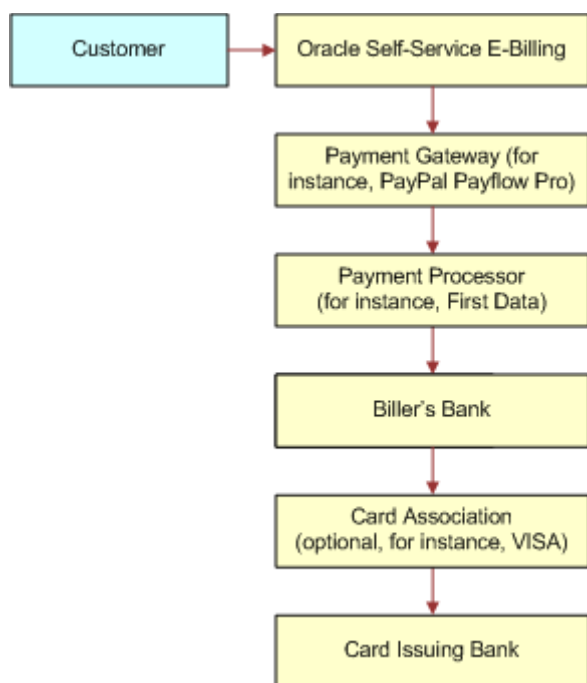 Customer
Oracle Self-Service E-Billing
Payment Gateway (for
instance, PayPal Payflow Pro)
Payment Processor
(for instance, First Data)
Biller's Bank
Card Association
(optional, for instance, VISA)
Card Issuing Bank